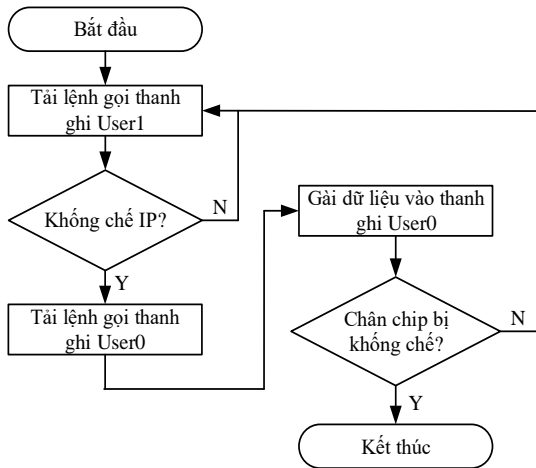 Bắt đầu
Tải lệnh gọi thanh
ghi User1
Khống chế IP?
N
Y
Tải lệnh gọi thanh
ghi User0
Gài dữ liệu vào thanh
ghi User0
Chân chip bị
khống chế?
N
Y
Kết thúc